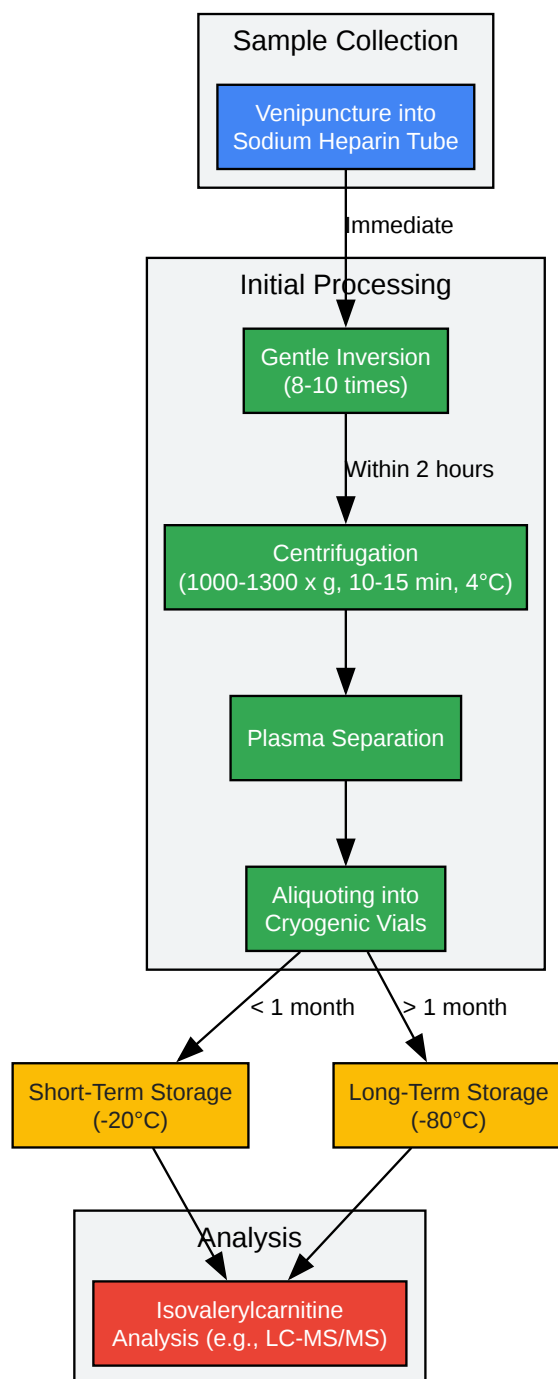 Sample Collection
Venipuncture into
Sodium Heparin Tube
Immediate
Initial Processing
Gentle Inversion
(8-10 times)
Within 2 hours
Centrifugation
(1000-1300 x g, 10-15 min, 4°C)
Plasma Separation
Aliquoting into
Cryogenic Vials
< 1 month
> 1 month
Short-Term Storage
(-20°C)
Long-Term Storage
(-80°C)
Analysis
Isovalerylcarnitine
Analysis (e.g., LC-MS/MS)